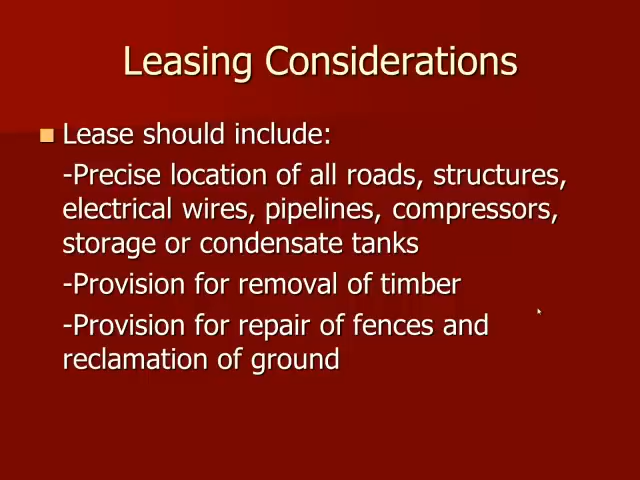 Leasing Considerations
Lease should include:
-Precise location of all roads, structures,
electrical wires, pipelines, compressors,
storage or condensate tanks
-Provision for removal of timber
-Provision for repair of fences and
reclamation of ground